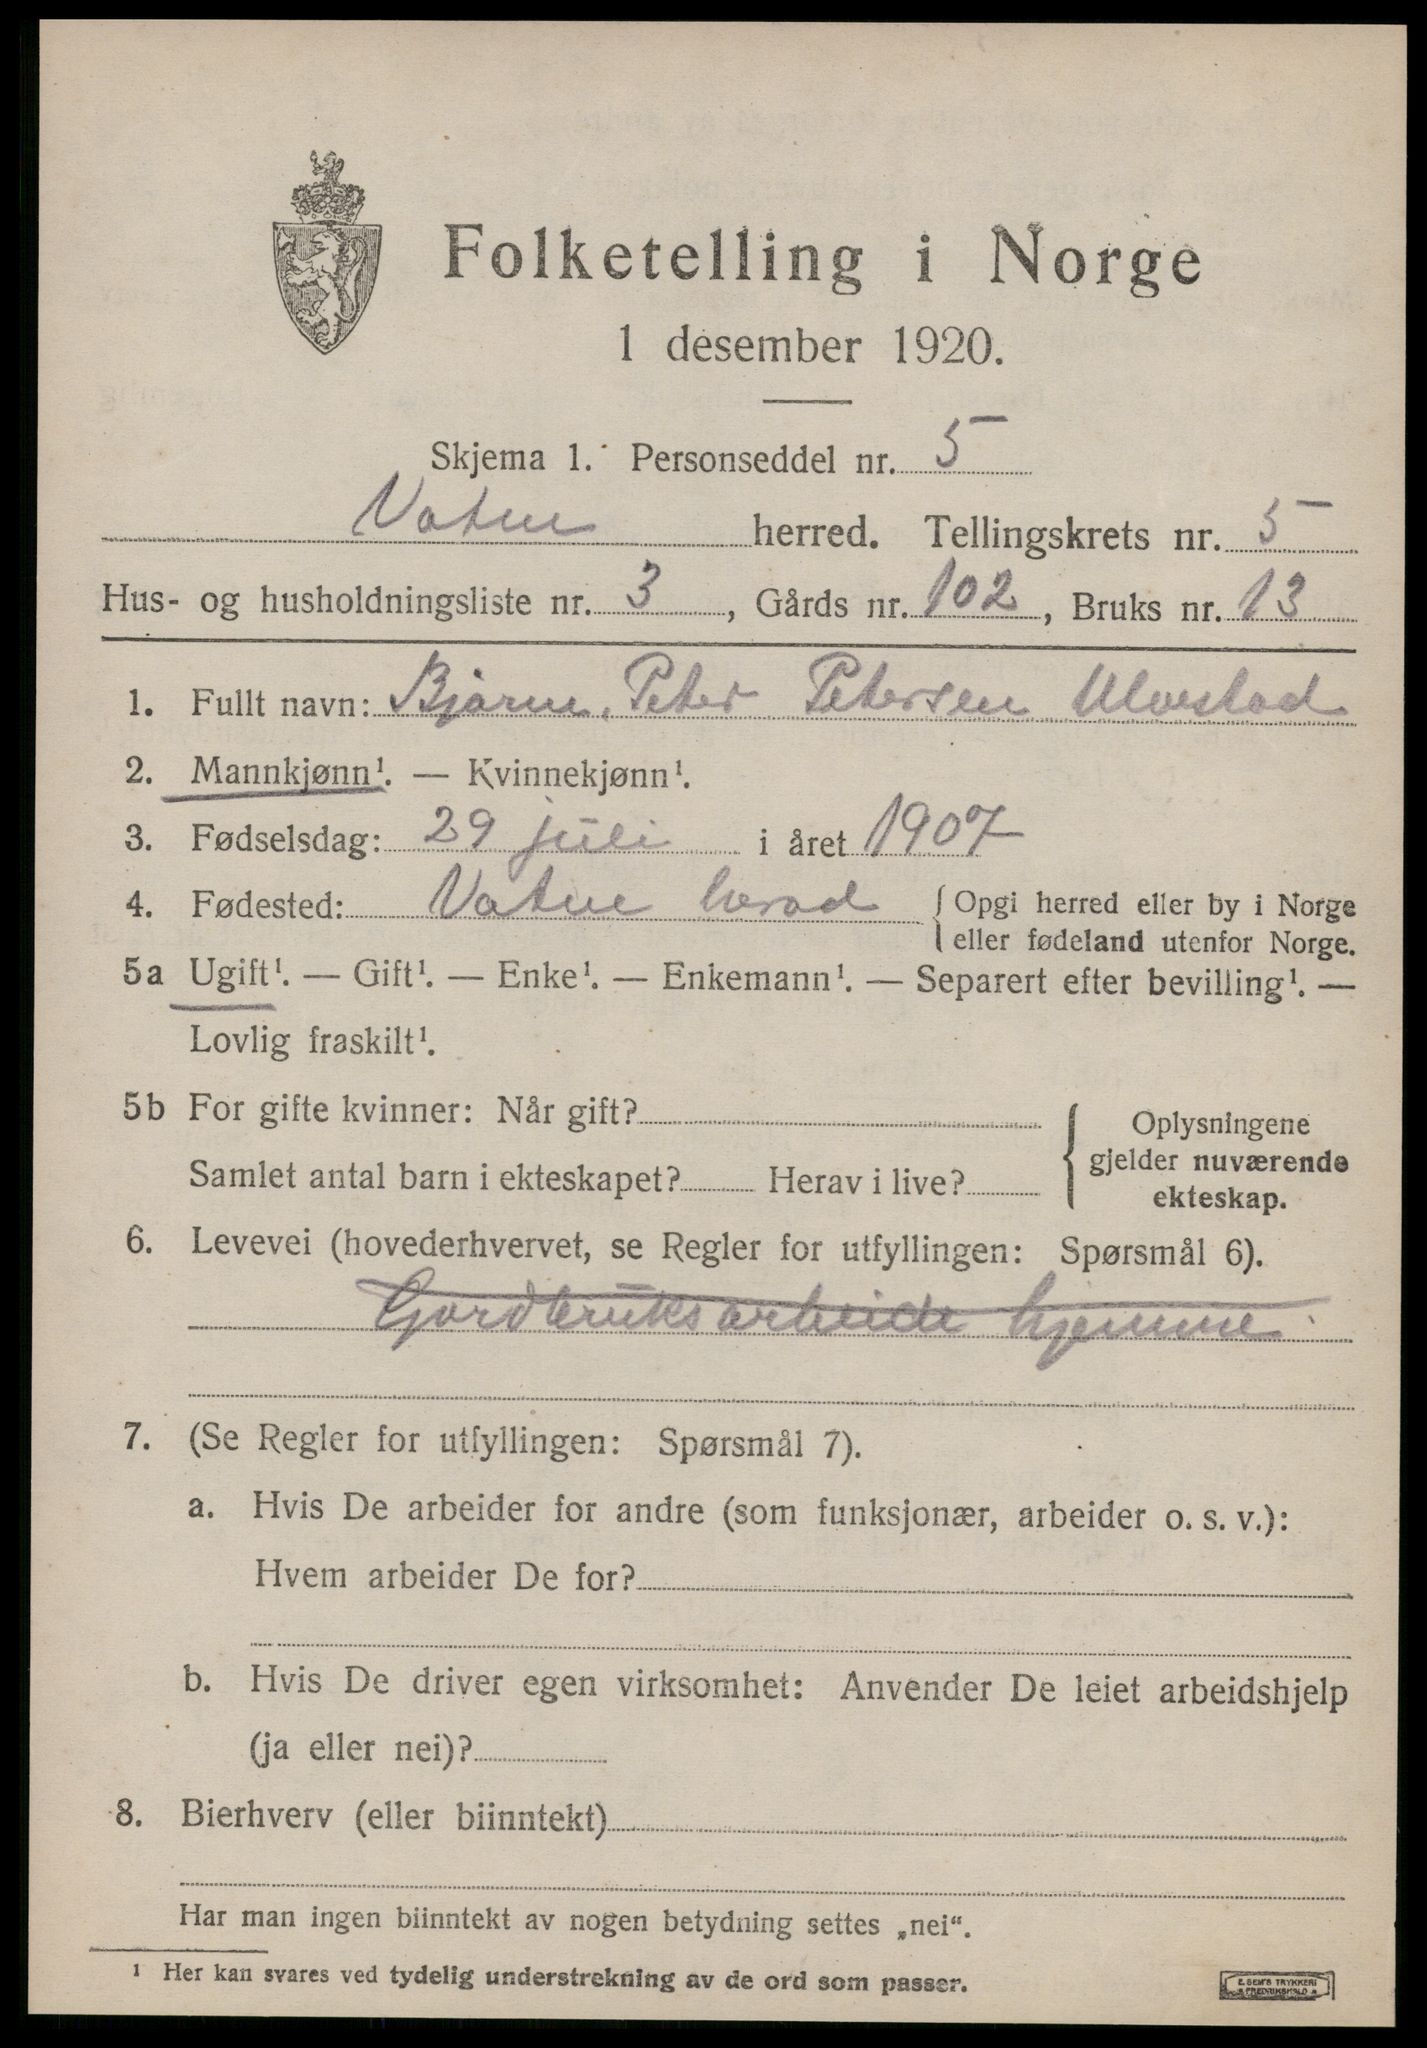 Folketelling i Norge
1 desember 1920.
Skjema 1. Personseddel nr. 5
Vatne herred. Tellingskrets nr. 5
Hus- og husholdningsliste nr. 3, Gårds nr. 102, Bruks nr. 13
1. Fullt navn: Bjarne Peter Petersen Ulvestad
2. Mannkjønn¹. — Kvinnekjønn¹.
3. Fødselsdag: 29 juli i året 1907
4. Fødested: Vatne herad { Opgi herred eller by i Norge
eller fødeland utenfor Norge.
5a Ugift¹. — Gift¹. — Enke¹. — Enkemann¹. — Separert efter bevilling¹. —
Lovlig fraskilt¹.
5b For gifte kvinner: Når gift?
Samlet antal barn i ekteskapet? Herav i live?
{ Oplysningene
gjelder nuværende
ekteskap.
6. Levevei (hovederhvervet, se Regler for utfyllingen: Spørsmål 6).
Gardbruksarbeide hjemme
7. (Se Regler for utfyllingen: Spørsmål 7).
a. Hvis De arbeider for andre (som funksjonær, arbeider o. s. v.):
Hvem arbeider De for?
b. Hvis De driver egen virksomhet: Anvender De leiet arbeidshjelp
(ja eller nei)?
8. Bierhverv (eller biinntekt)
Har man ingen biinntekt av nogen betydning settes „nei“.
¹ Her kan svares ved tydelig understrekning av de ord som passer.
E. SEM'S TRYKKERI
FREDRIKSHALD